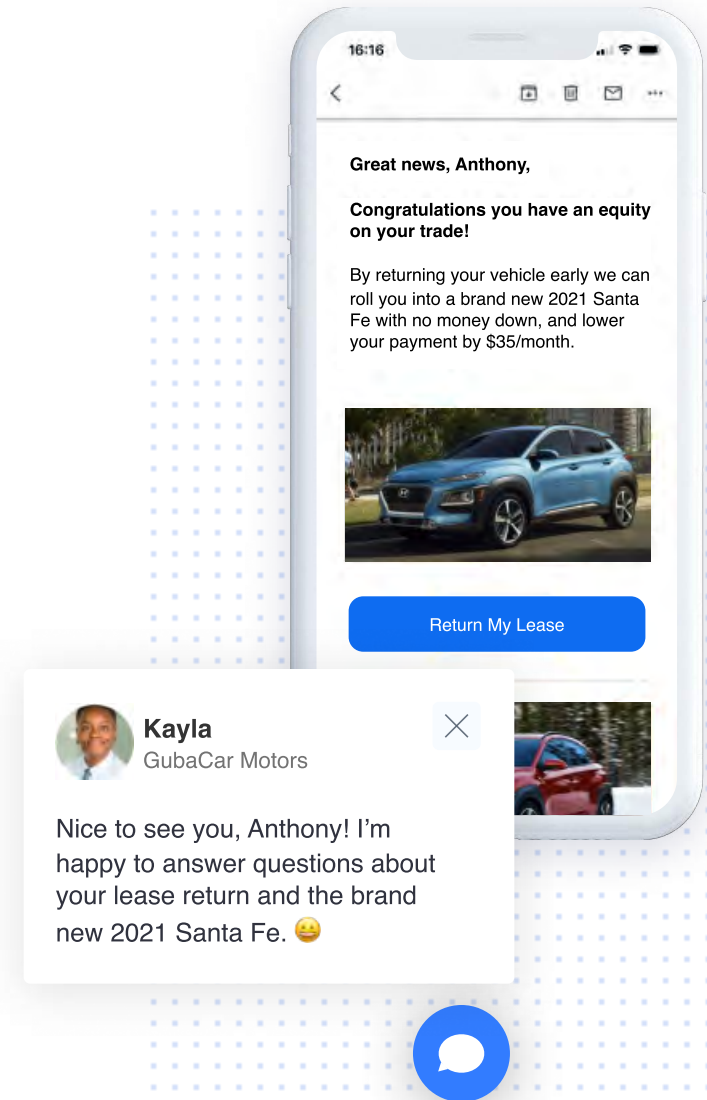 16:16
Great news, Anthony,
Congratulations you have an equity
on your trade!
By returning your vehicle early we can
roll you into a brand new 2021 Santa
Fe with no money down, and lower
your payment by $35/month.
Return My Lease
Kayla
GubaCar Motors
Nice to see you, Anthony! I’m
happy to answer questions about
your lease return and the brand
new 2021 Santa Fe. 😀